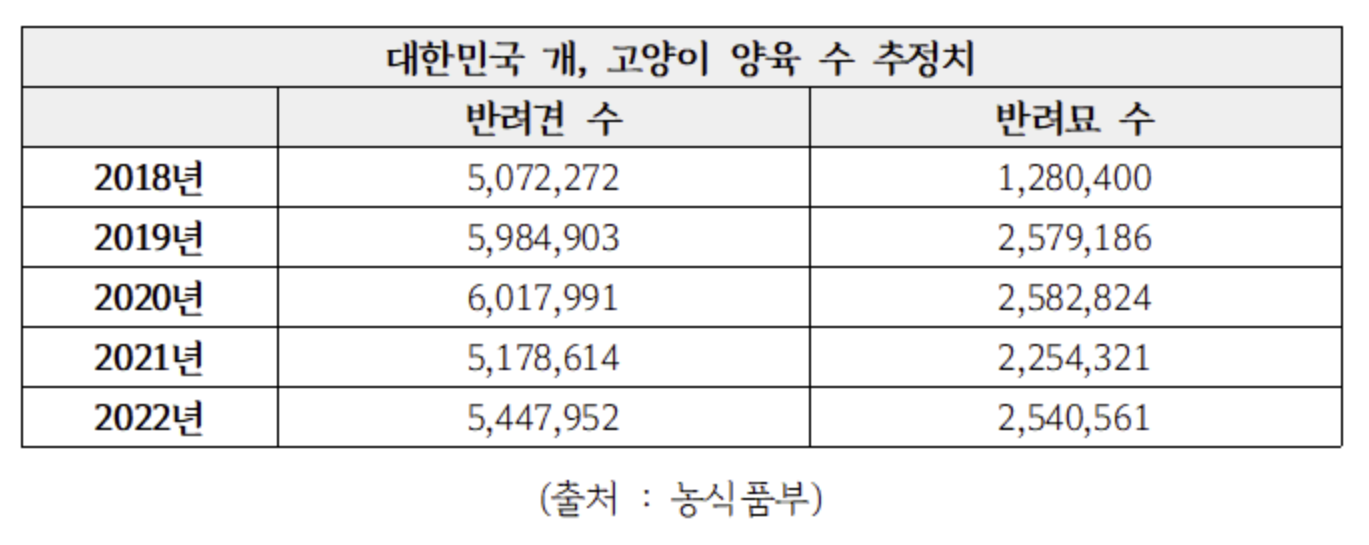 대한민국 개, 고양이 양육 수 추정치
반려견 수 반려묘 수
2018년 5,072,272 1,280,400
2019년 5,984,903 2,579,186
2020년 6,017,991 2,582,824
2021년 5,178,614 2,254,321
2022년 5,447,952 2,540,561
(출처 : 농식품부)